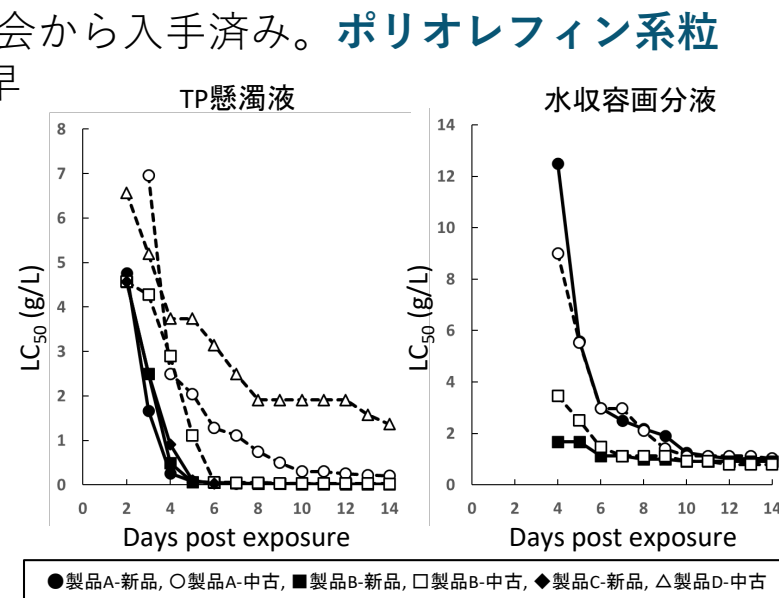 会から入手済み。ポリオレフィン系粒
早
TP懸濁液
水収容画分液
8
7
6
5
4
3
2
1
0
LC50 (g/L)
0 2 4 6 8 10 12 14
Days post exposure
14
12
10
8
6
4
2
0
LC50 (g/L)
0 2 4 6 8 10 12 14
Days post exposure
●製品A-新品, ○製品A-中古, ■製品B-新品, □製品B-中古, ◆製品C-新品, △製品D-中古